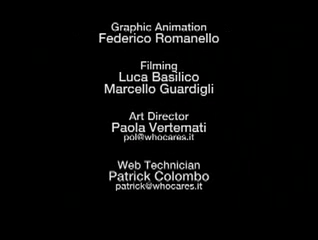 Graphic Animation
Federico Romanello
Filming
Luca Basilico
Marcello Guardigli
Art Director
Paola Vertemati
pol@whocares.it
Web Technician
Patrick Colombo
patrick@whocares.it